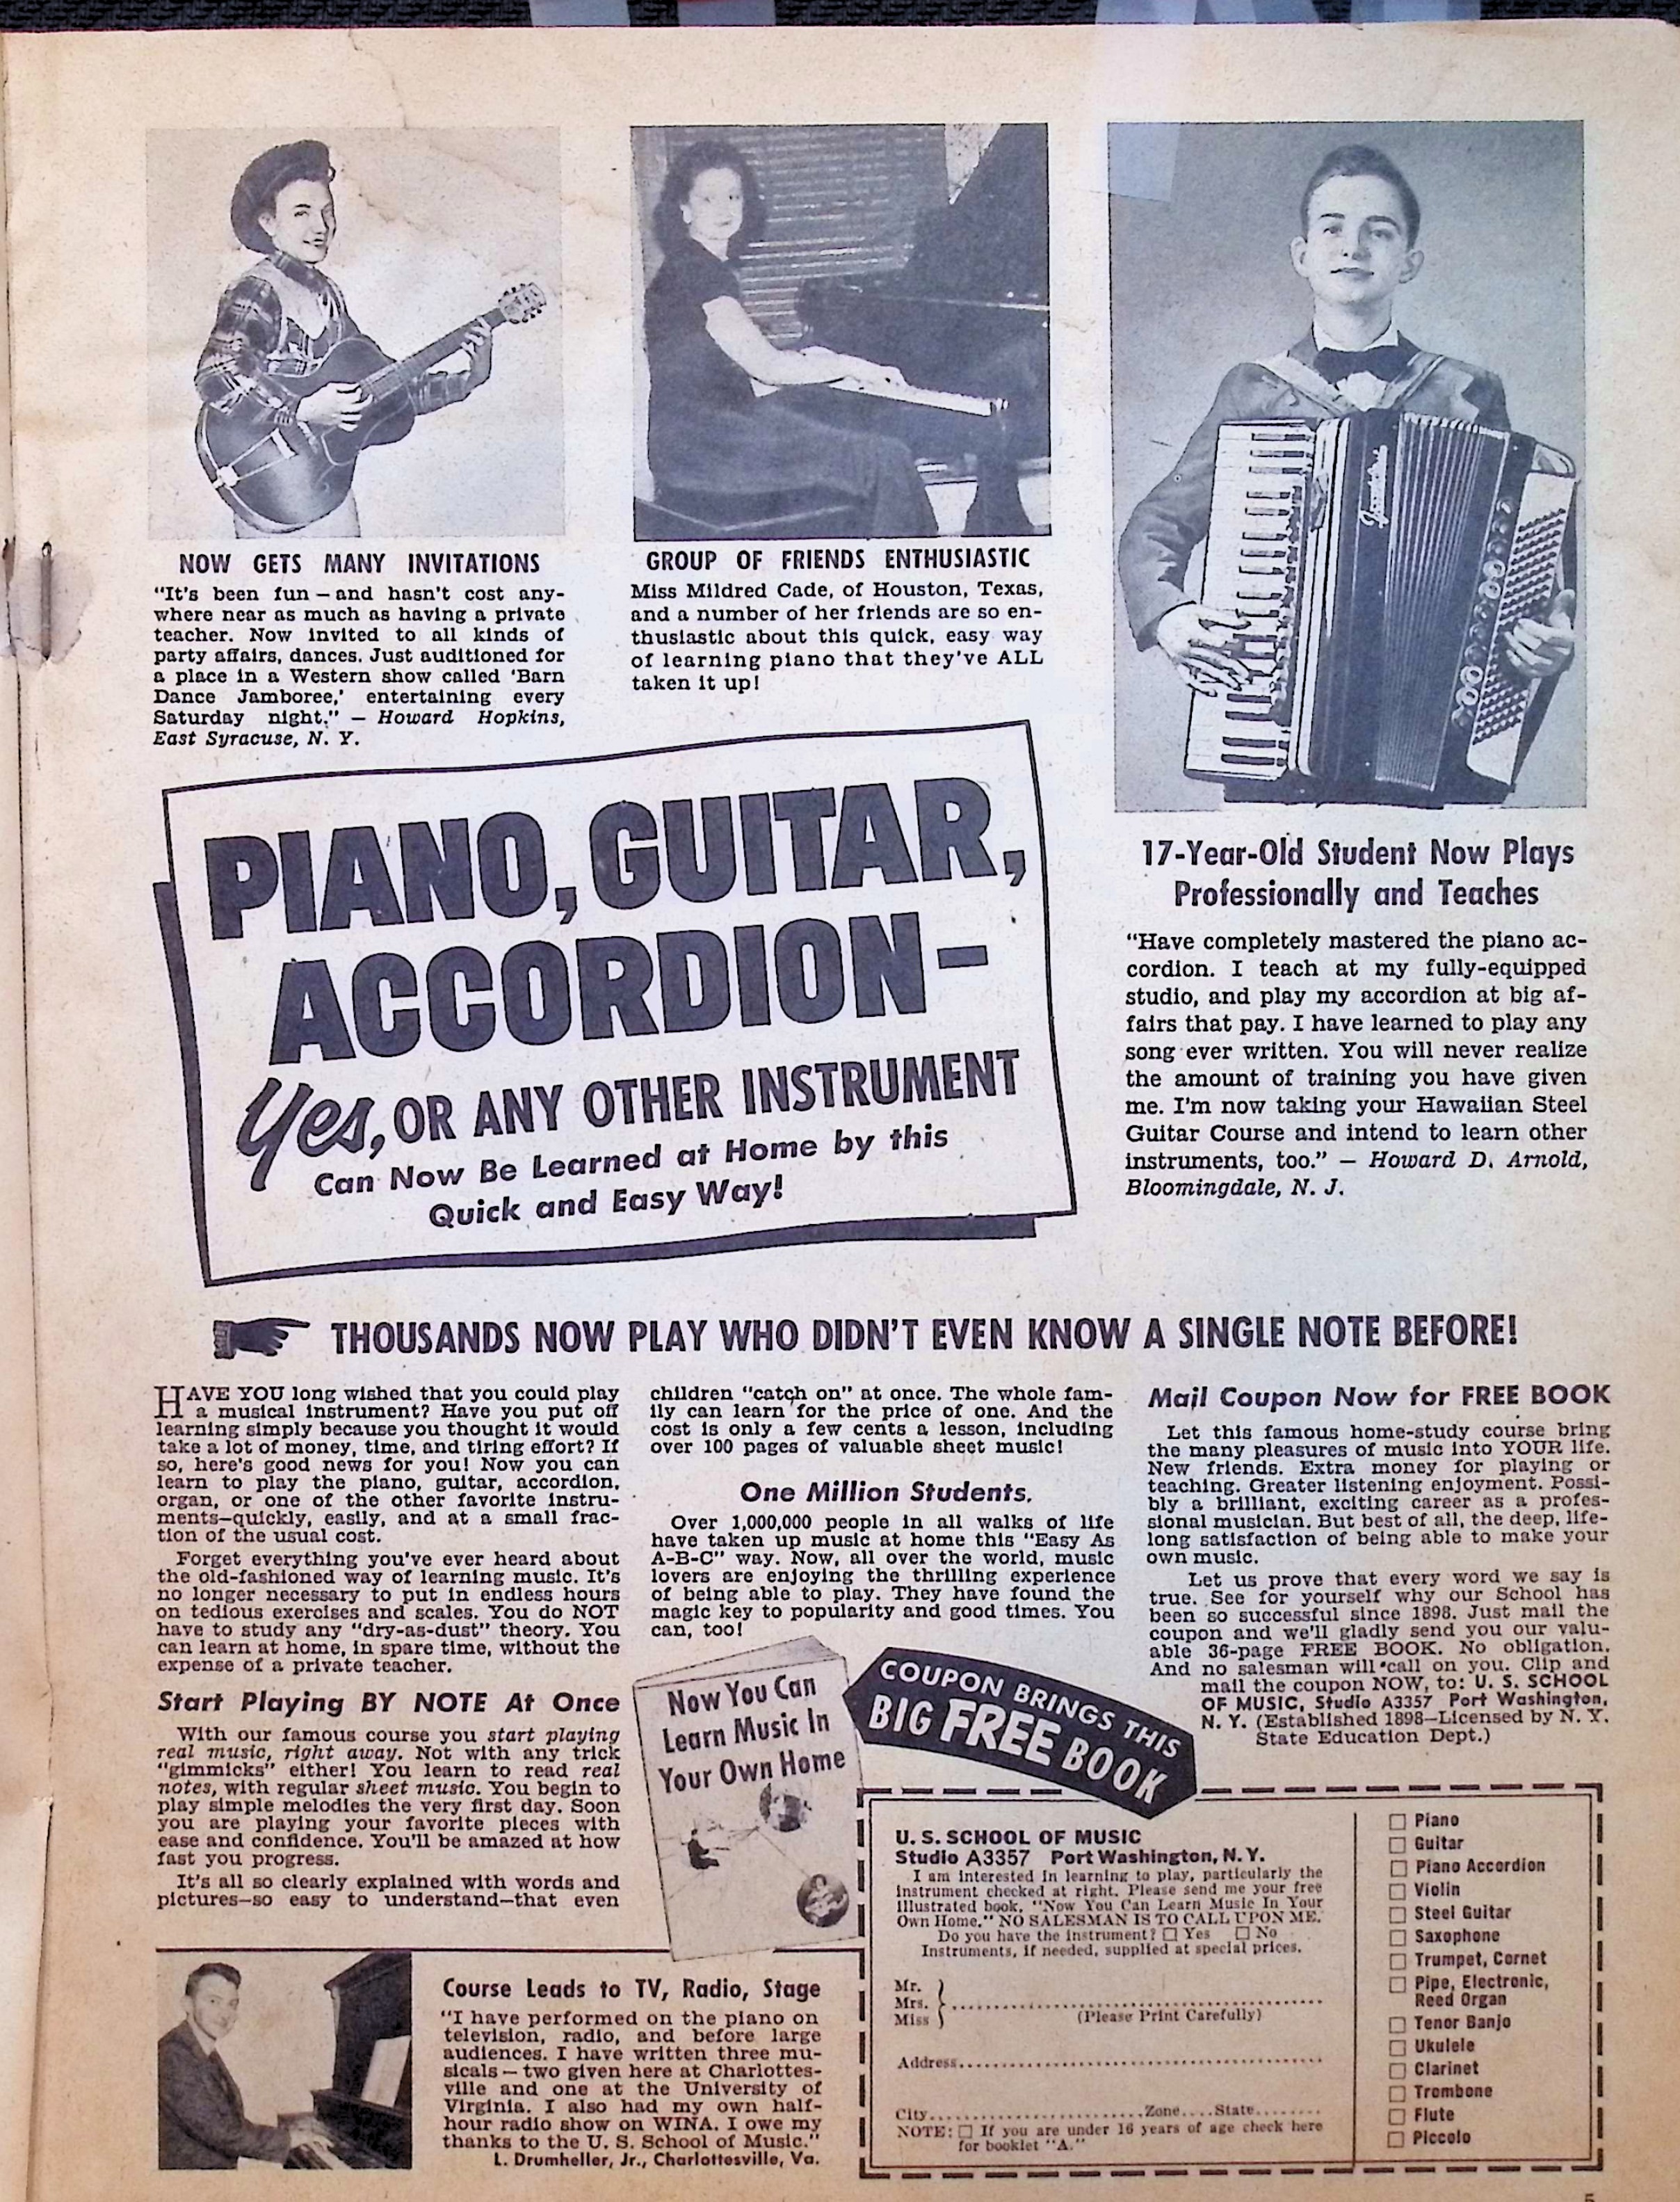 NOW GETS MANY INVITATIONS
"It's been fun – and hasn't cost any-
where near as much as having a private
teacher. Now invited to all kinds of
party affairs, dances. Just auditioned for
a place in a Western show called 'Barn
Dance Jamboree,' entertaining every
Saturday night." – Howard Hopkins,
East Syracuse, N. Y.
GROUP OF FRIENDS ENTHUSIASTIC
Miss Mildred Cade, of Houston, Texas,
and a number of her friends are so en-
thusiastic about this quick, easy way
of learning piano that they've ALL
taken it up!
17-Year-Old Student Now Plays
Professionally and Teaches
"Have completely mastered the piano ac-
cordion. I teach at my fully-equipped
studio, and play my accordion at big af-
fairs that pay. I have learned to play any
song ever written. You will never realize
the amount of training you have given
me. I'm now taking your Hawaiian Steel
Guitar Course and intend to learn other
instruments, too." – Howard D. Arnold,
Bloomingdale, N. J.
PIANO, GUITAR,
ACCORDION–
Yes, OR ANY OTHER INSTRUMENT
Can Now Be Learned at Home by this
Quick and Easy Way!
THOUSANDS NOW PLAY WHO DIDN'T EVEN KNOW A SINGLE NOTE BEFORE!
HAVE YOU long wished that you could play
a musical instrument? Have you put off
learning simply because you thought it would
take a lot of money, time, and tiring effort? If
so, here's good news for you! Now you can
learn to play the piano, guitar, accordion,
organ, or one of the other favorite instru-
ments—quickly, easily, and at a small frac-
tion of the usual cost.
Forget everything you've ever heard about
the old-fashioned way of learning music. It's
no longer necessary to put in endless hours
on tedious exercises and scales. You do NOT
have to study any "dry-as-dust" theory. You
can learn at home, in spare time, without the
expense of a private teacher.
Start Playing BY NOTE At Once
With our famous course you start playing
real music, right away. Not with any trick
"gimmicks" either! You learn to read real
notes, with regular sheet music. You begin to
play simple melodies the very first day. Soon
you are playing your favorite pieces with
ease and confidence. You'll be amazed at how
fast you progress.
It's all so clearly explained with words and
pictures—so easy to understand—that even
children "catch on" at once. The whole fam-
ily can learn for the price of one. And the
cost is only a few cents a lesson, including
over 100 pages of valuable sheet music!
One Million Students.
Over 1,000,000 people in all walks of life
have taken up music at home this "Easy As
A-B-C" way. Now, all over the world, music
lovers are enjoying the thrilling experience
of being able to play. They have found the
magic key to popularity and good times. You
can, too!
Mail Coupon Now for FREE BOOK
Let this famous home-study course bring
the many pleasures of music into YOUR life.
New friends. Extra money for playing or
teaching. Greater listening enjoyment. Possi-
bly a brilliant, exciting career as a profes-
sional musician. But best of all, the deep, life-
long satisfaction of being able to make your
own music.
Let us prove that every word we say is
true. See for yourself why our School has
been so successful since 1898. Just mail the
coupon and we'll gladly send you our valu-
able 36-page FREE BOOK. No obligation.
And no salesman will call on you. Clip and
mail the coupon NOW, to: U. S. SCHOOL
OF MUSIC, Studio A3357 Port Washington,
N. Y. (Established 1898—Licensed by N. Y.
State Education Dept.)
Now You Can
Learn Music In
Your Own Home
COUPON BRINGS THIS
BIG FREE BOOK
Course Leads to TV, Radio, Stage
"I have performed on the piano on
television, radio, and before large
audiences. I have written three mu-
sicals – two given here at Charlottes-
ville and one at the University of
Virginia. I also had my own half-
hour radio show on WINA. I owe my
thanks to the U. S. School of Music."
L. Drumheller, Jr., Charlottesville, Va.
U. S. SCHOOL OF MUSIC
Studio A3357 Port Washington, N. Y.
I am interested in learning to play, particularly the
instrument checked at right. Please send me your free
illustrated book, "Now You Can Learn Music In Your
Own Home." NO SALESMAN IS TO CALL UPON ME.
Do you have the instrument? ☐ Yes ☐ No
Instruments, if needed, supplied at special prices.
Mr.
Mrs.
Miss
(Please Print Carefully)
Address
City Zone State
NOTE: ☐ If you are under 16 years of age check here
for booklet "A."
☐ Piano
☐ Guitar
☐ Piano Accordion
☐ Violin
☐ Steel Guitar
☐ Saxophone
☐ Trumpet, Cornet
☐ Pipe, Electronic,
Reed Organ
☐ Tenor Banjo
☐ Ukulele
☐ Clarinet
☐ Trombone
☐ Flute
☐ Piccolo